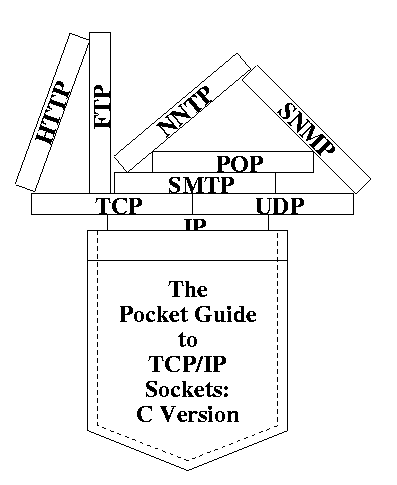 HTTP
FTP
NNTP
SNMP
POP
SMTP
TCP UDP
IP
The
Pocket Guide
to
TCP/IP
Sockets:
C Version